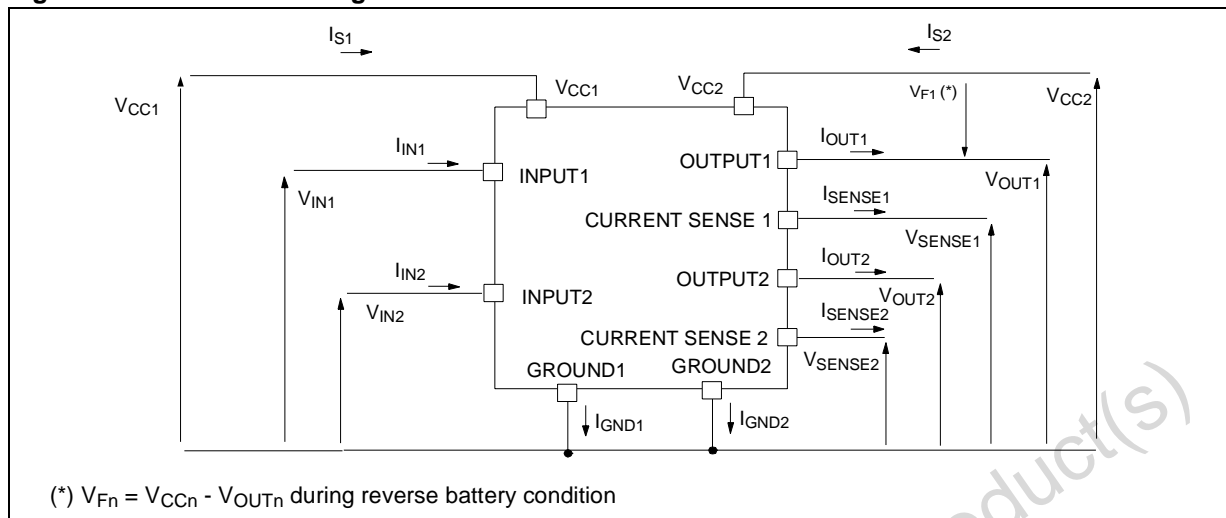 I_S1
I_S2
V_CC1
V_CC1
V_CC2
V_F1 (*)
V_CC2
I_IN1
INPUT1
V_IN1
OUTPUT1
I_OUT1
V_OUT1
I_SENSE1
CURRENT SENSE 1
V_SENSE1
I_IN2
INPUT2
V_IN2
I_OUT2
OUTPUT2
V_OUT2
I_SENSE2
CURRENT SENSE 2
V_SENSE2
GROUND1
GROUND2
I_GND1
I_GND2
(*) V_Fn = V_CCn - V_OUTn during reverse battery condition